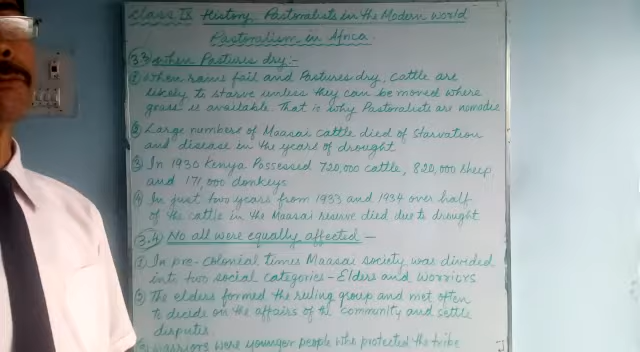 Class IX History. Pastoralists in the Modern World
Pastoralism in Africa.
3.3 When Pastures dry:-
① When rains fail and Pastures dry, cattle are
likely to starve unless they can be moved where
grass is available. That is why Pastoralists are nomadic
② Large numbers of Maasai cattle died of starvation
and disease in the years of drought
③ In 1930 Kenya Possessed 720,000 cattle, 820,000 sheep,
and 171,000 donkeys
④ In just two years from 1933 and 1934 over half
of the cattle in the Maasai reserve died due to drought
3.4 No all were equally affected –
① In pre-colonial times Maasai society was divided
into two social categories – Elders and Worriors
② The elders formed the ruling group and met often
to decide on the affairs of the community and settle
disputes.
warriors were younger people who protected the tribe